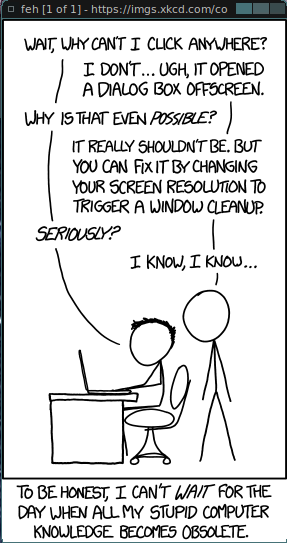 feh [1 of 1] - https://imgs.xkcd.com/co
WAIT, WHY CAN'T I CLICK ANYWHERE?
I DON'T... UGH, IT OPENED
A DIALOG BOX OFFSCREEN.
WHY IS THAT EVEN POSSIBLE?
IT REALLY SHOULDN'T BE. BUT
YOU CAN FIX IT BY CHANGING
YOUR SCREEN RESOLUTION TO
TRIGGER A WINDOW CLEANUP.
SERIOUSLY?
I KNOW, I KNOW...
TO BE HONEST, I CAN'T WAIT FOR THE
DAY WHEN ALL MY STUPID COMPUTER
KNOWLEDGE BECOMES OBSOLETE.